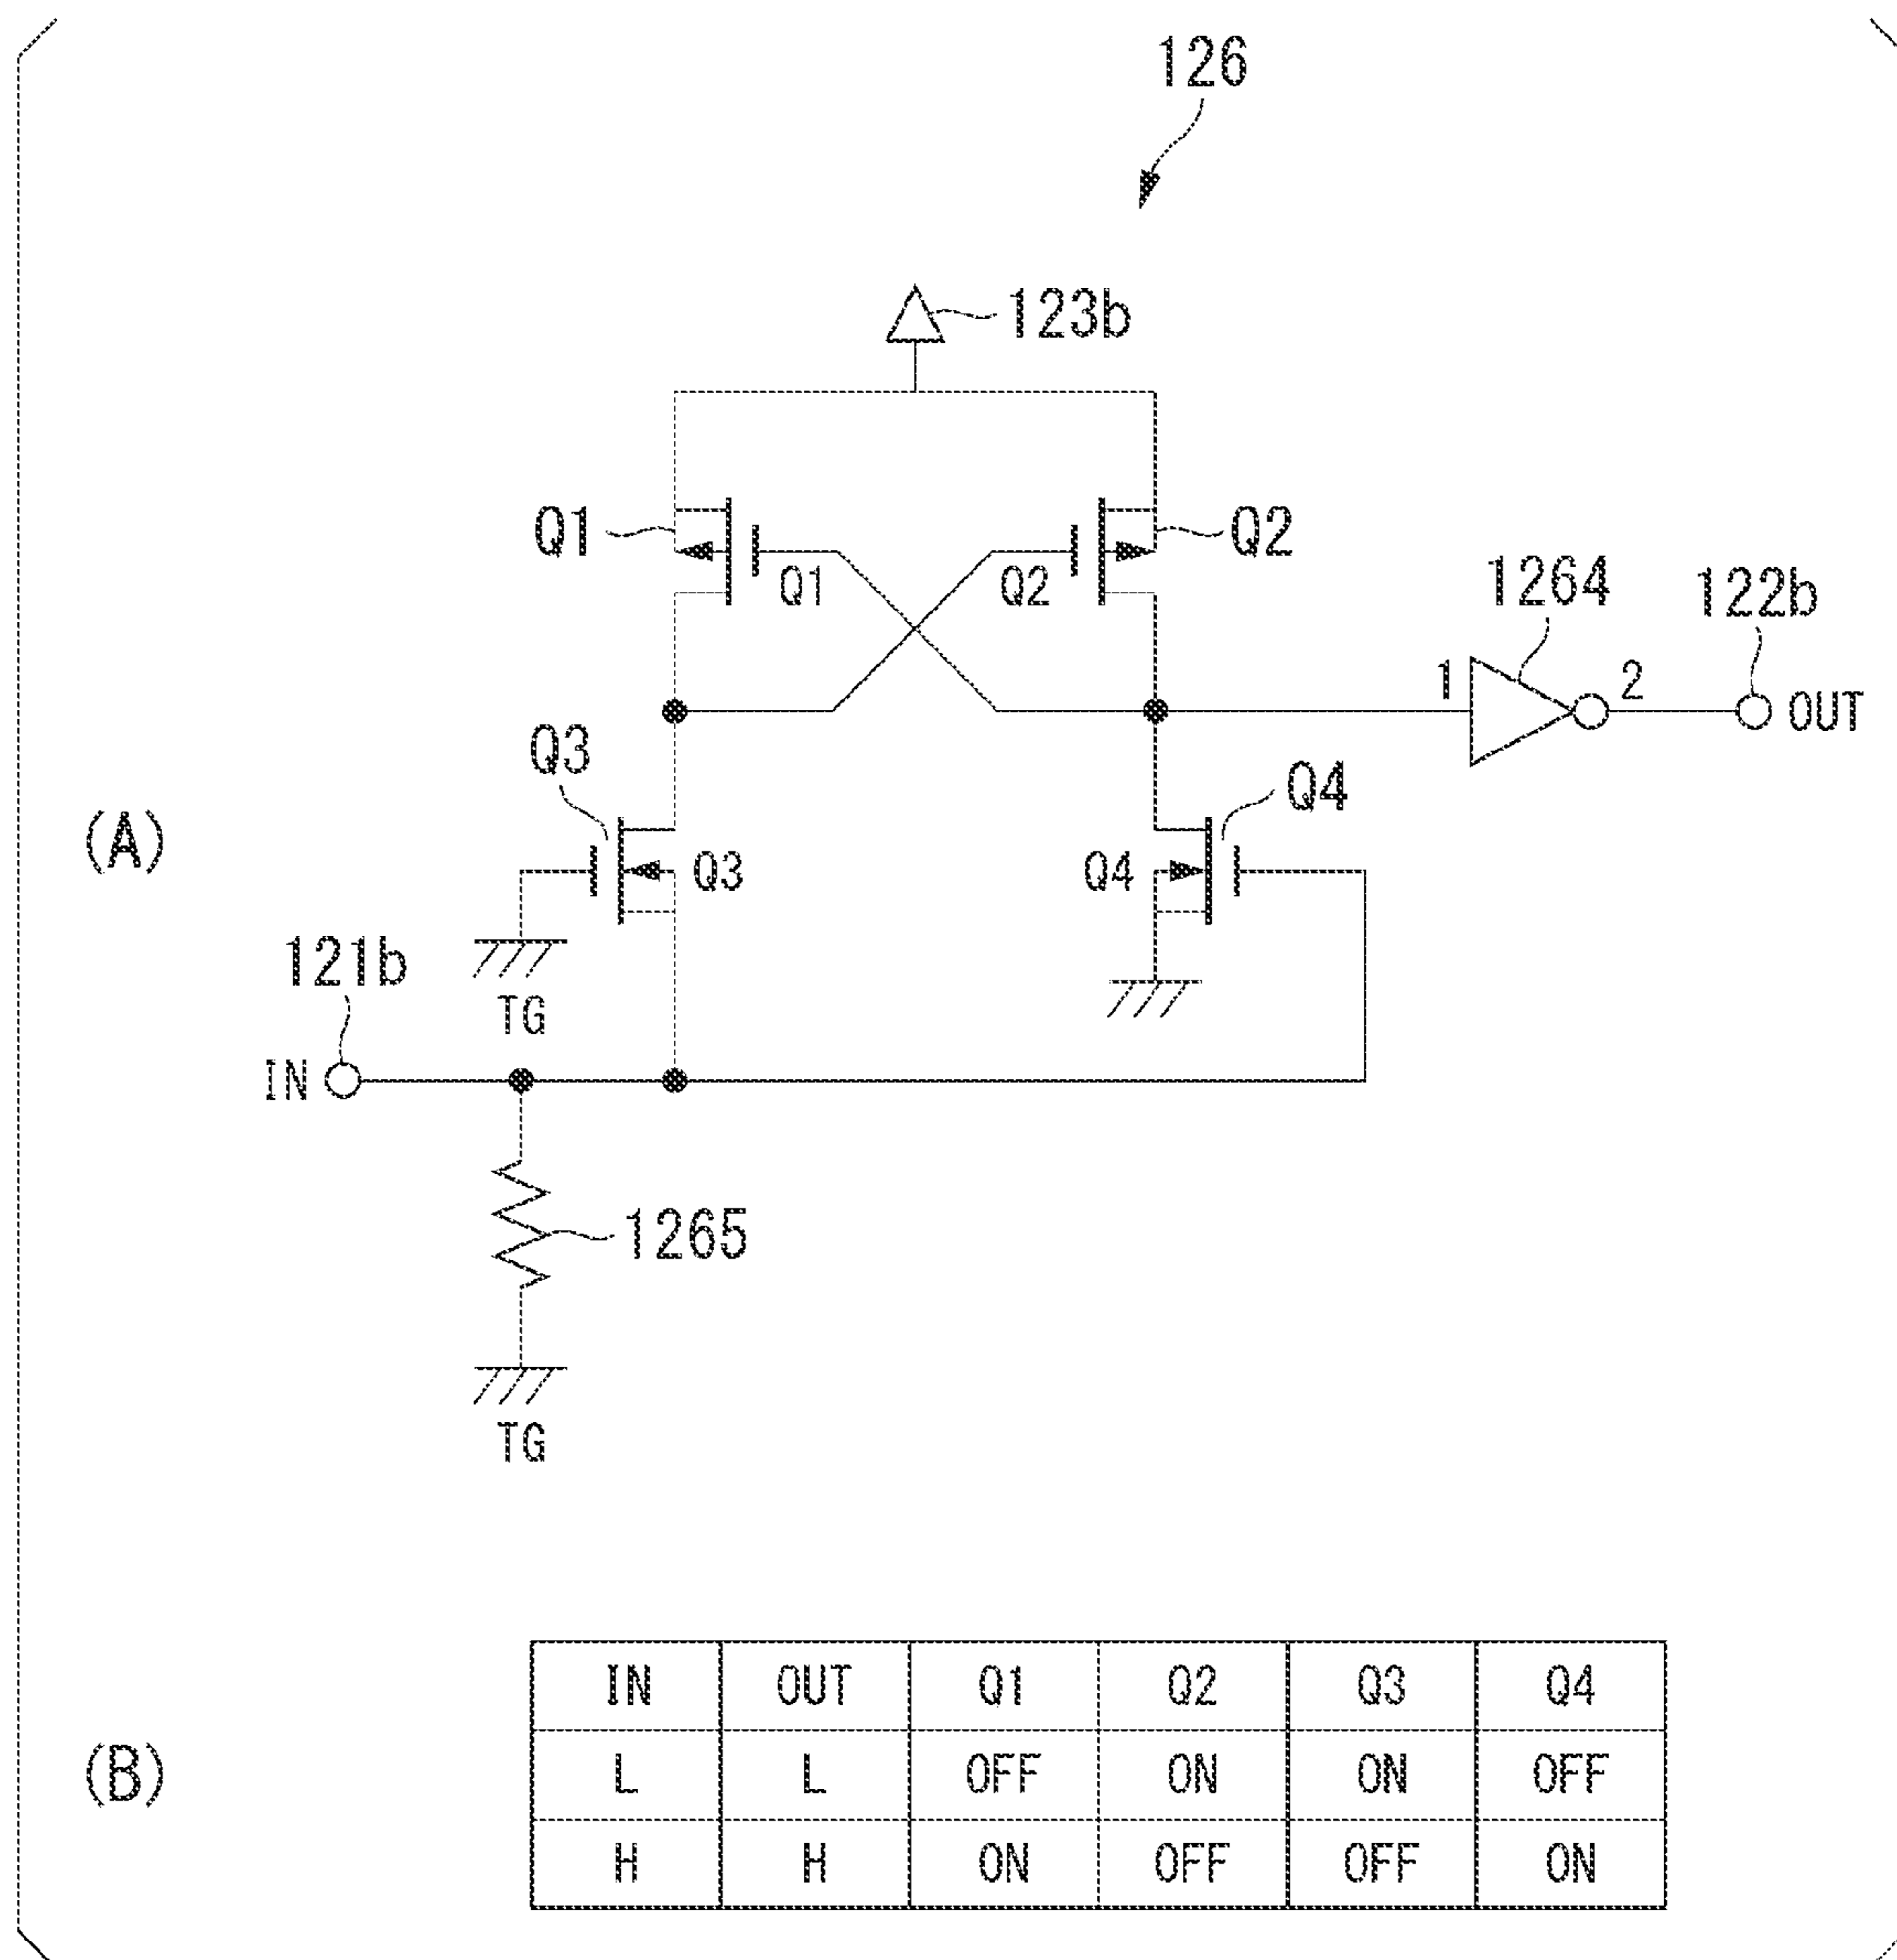 126
123b
Q1
Q2
Q1
Q2
1264
122b
1
2
OUT
Q3
Q4
(A)
Q3
Q4
121b
TG
IN
1265
TG
(B)
IN OUT Q1 Q2 Q3 Q4
L L OFF ON ON OFF
H H ON OFF OFF ON